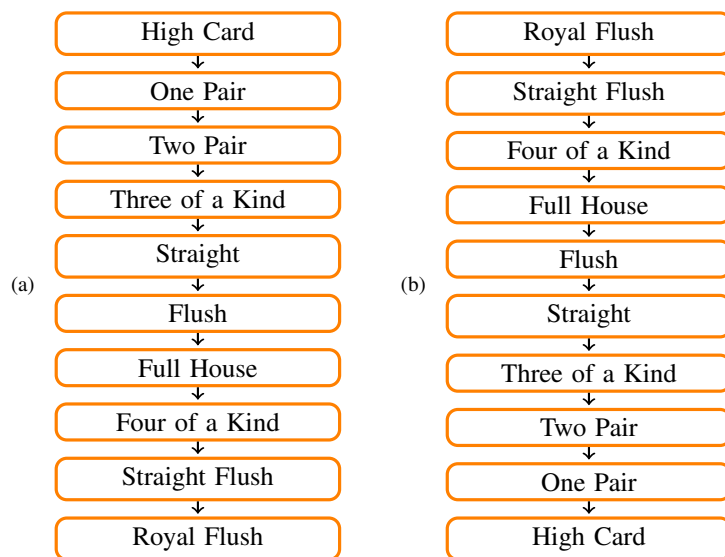 (a)
High Card
One Pair
Two Pair
Three of a Kind
Straight
Flush
Full House
Four of a Kind
Straight Flush
Royal Flush
(b)
Royal Flush
Straight Flush
Four of a Kind
Full House
Flush
Straight
Three of a Kind
Two Pair
One Pair
High Card